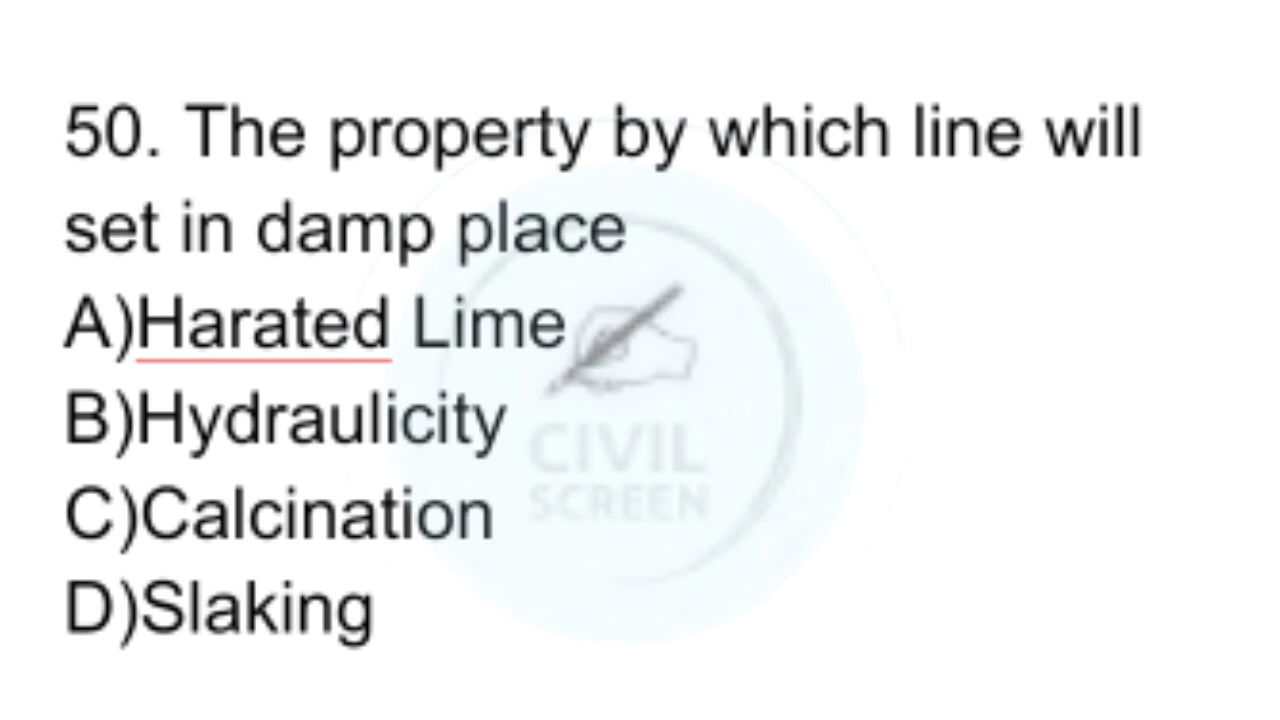 50. The property by which line will
set in damp place
A)Harated Lime
B)Hydraulicity
C)Calcination
D)Slaking
CIVIL
SCREEN